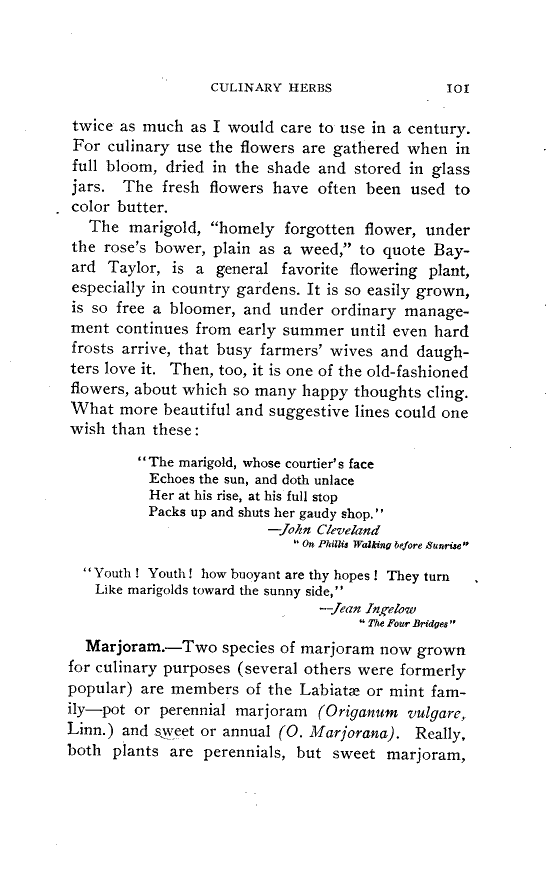 CULINARY HERBS 101
twice as much as I would care to use in a century.
For culinary use the flowers are gathered when in
full bloom, dried in the shade and stored in glass
jars. The fresh flowers have often been used to
color butter.
The marigold, “homely forgotten flower, under
the rose’s bower, plain as a weed,” to quote Bay-
ard Taylor, is a general favorite flowering plant,
especially in country gardens. It is so easily grown,
is so free a bloomer, and under ordinary manage-
ment continues from early summer until even hard
frosts arrive, that busy farmers’ wives and daugh-
ters love it. Then, too, it is one of the old-fashioned
flowers, about which so many happy thoughts cling.
What more beautiful and suggestive lines could one
wish than these:
“The marigold, whose courtier’s face
Echoes the sun, and doth unlace
Her at his rise, at his full stop
Packs up and shuts her gaudy shop.”
—John Cleveland
“ On Phillis Walking before Sunrise”
“Youth! Youth! how buoyant are thy hopes! They turn
Like marigolds toward the sunny side,”
—Jean Ingelow
“ The Four Bridges”
Marjoram.—Two species of marjoram now grown
for culinary purposes (several others were formerly
popular) are members of the Labiatæ or mint fam-
ily—pot or perennial marjoram (Origanum vulgare,
Linn.) and sweet or annual (O. Marjorana). Really,
both plants are perennials, but sweet marjoram,